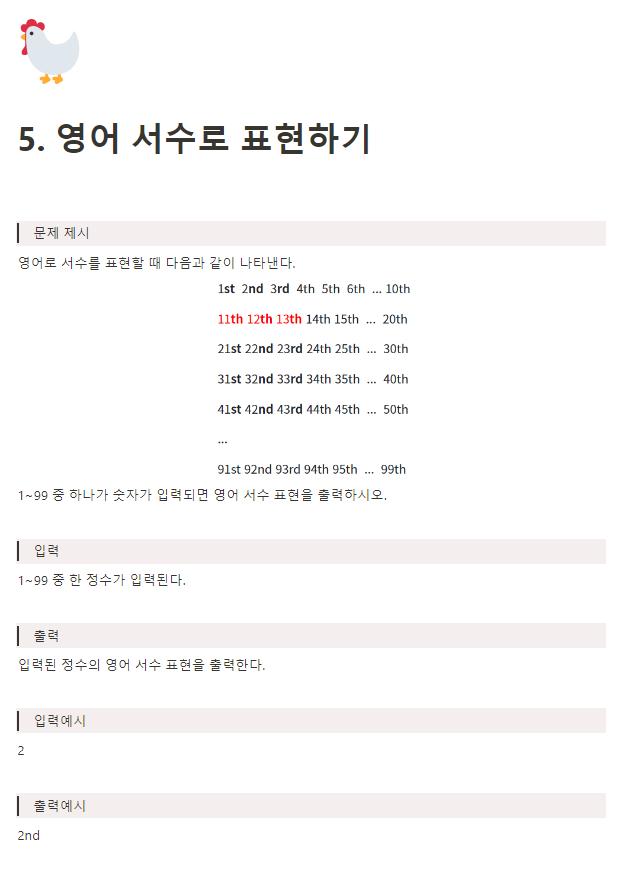 5. 영어 서수로 표현하기
문제 제시
영어로 서수를 표현할 때 다음과 같이 나타낸다.
1st 2nd 3rd 4th 5th 6th ... 10th
11th 12th 13th 14th 15th ... 20th
21st 22nd 23rd 24th 25th ... 30th
31st 32nd 33rd 34th 35th ... 40th
41st 42nd 43rd 44th 45th ... 50th
...
91st 92nd 93rd 94th 95th ... 99th
1~99 중 하나가 숫자가 입력되면 영어 서수 표현을 출력하시오.
입력
1~99 중 한 정수가 입력된다.
출력
입력된 정수의 영어 서수 표현을 출력한다.
입력예시
2
출력예시
2nd